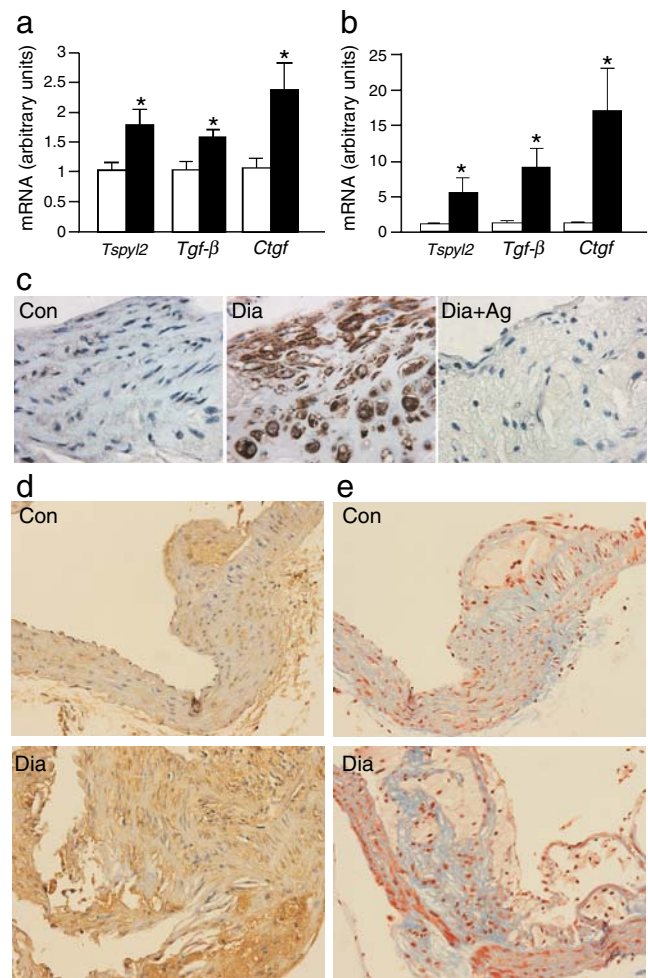 a
mRNA (arbitrary units)
3
2.5
2
1.5
1
0.5
0
*
*
*
Tspyl2
Tgf-β
Ctgf
b
mRNA (arbitrary units)
25
20
15
10
5
0
*
*
*
Tspyl2
Tgf-β
Ctgf
c
Con
Dia
Dia+Ag
d
Con
Dia
e
Con
Dia